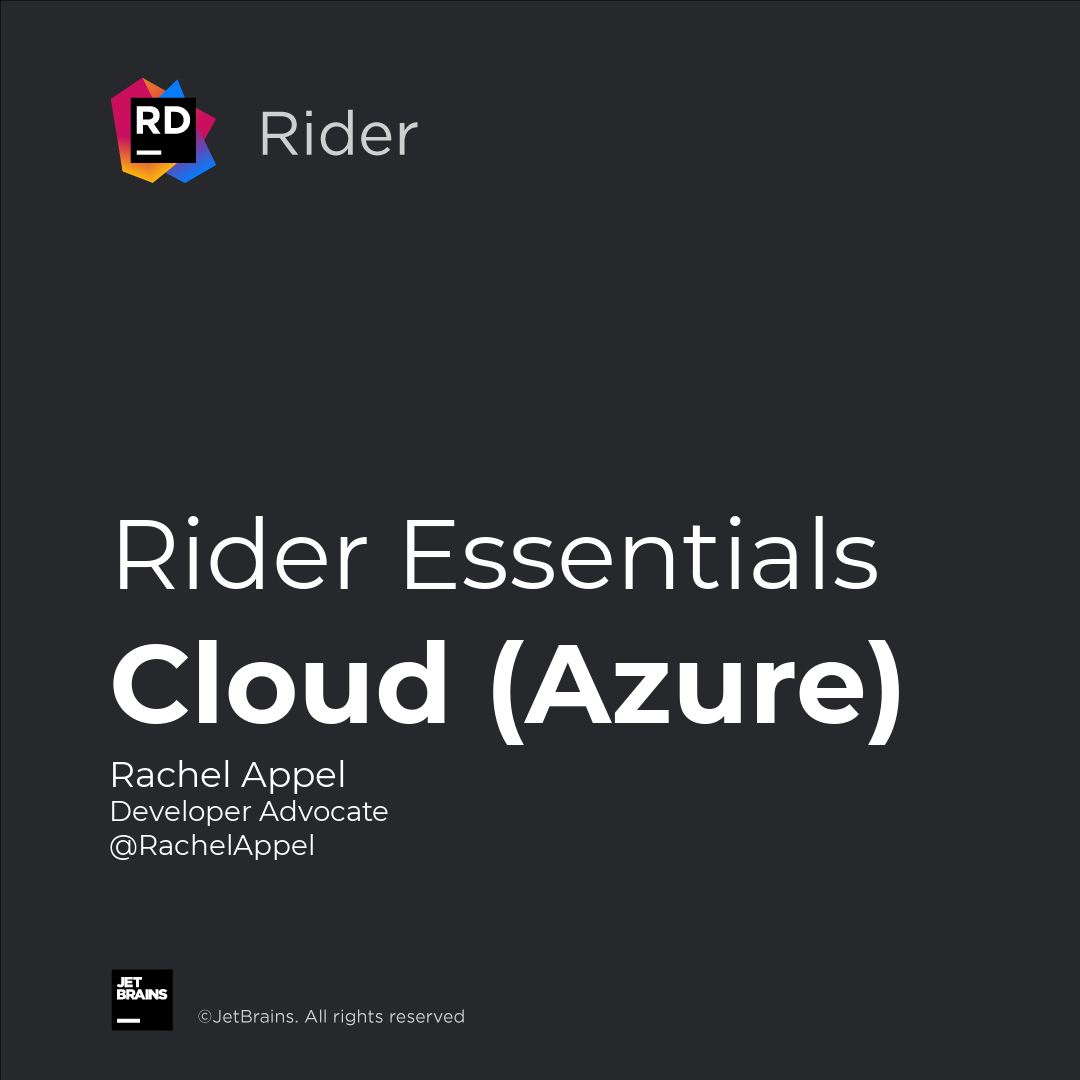 RD
Rider
Rider Essentials
Cloud (Azure)
Rachel Appel
Developer Advocate
@RachelAppel
JET
BRAINS
©JetBrains. All rights reserved